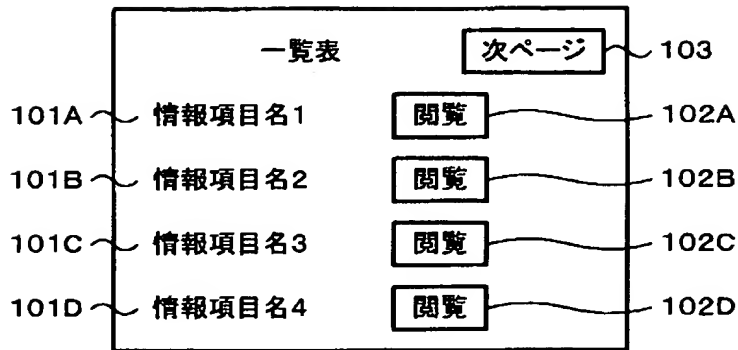 一覧表 次ページ 103
101A 情報項目名1 閲覧 102A
101B 情報項目名2 閲覧 102B
101C 情報項目名3 閲覧 102C
101D 情報項目名4 閲覧 102D